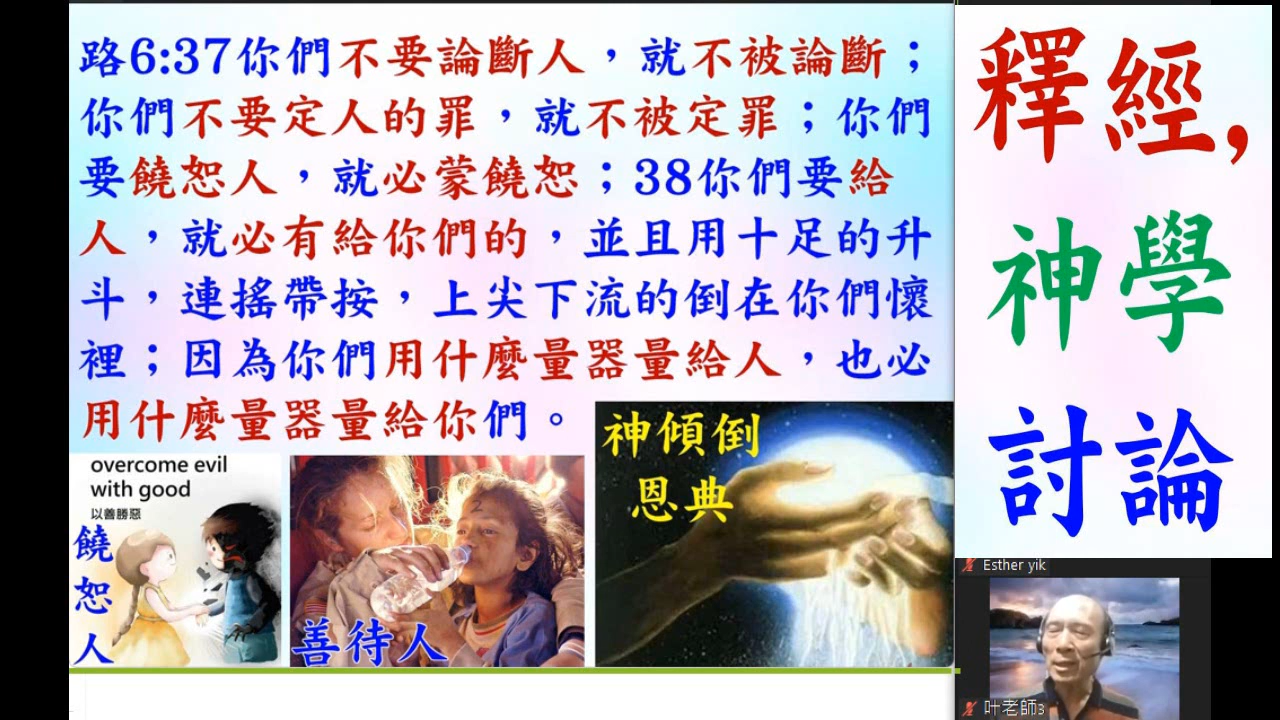 路6:37你們不要論斷人，就不被論斷；
你們不要定人的罪，就不被定罪；你們
要饒恕人，就必蒙饒恕；38你們要給
人，就必有給你們的，並且用十足的升
斗，連搖帶按，上尖下流的倒在你們懷
裡；因為你們用什麼量器量給人，也必
用什麼量器量給你們。
overcome evil
with good
以善勝惡
饒恕人
善待人
神傾倒
恩典
釋經,
神學
討論
Esther yik
叶老師3